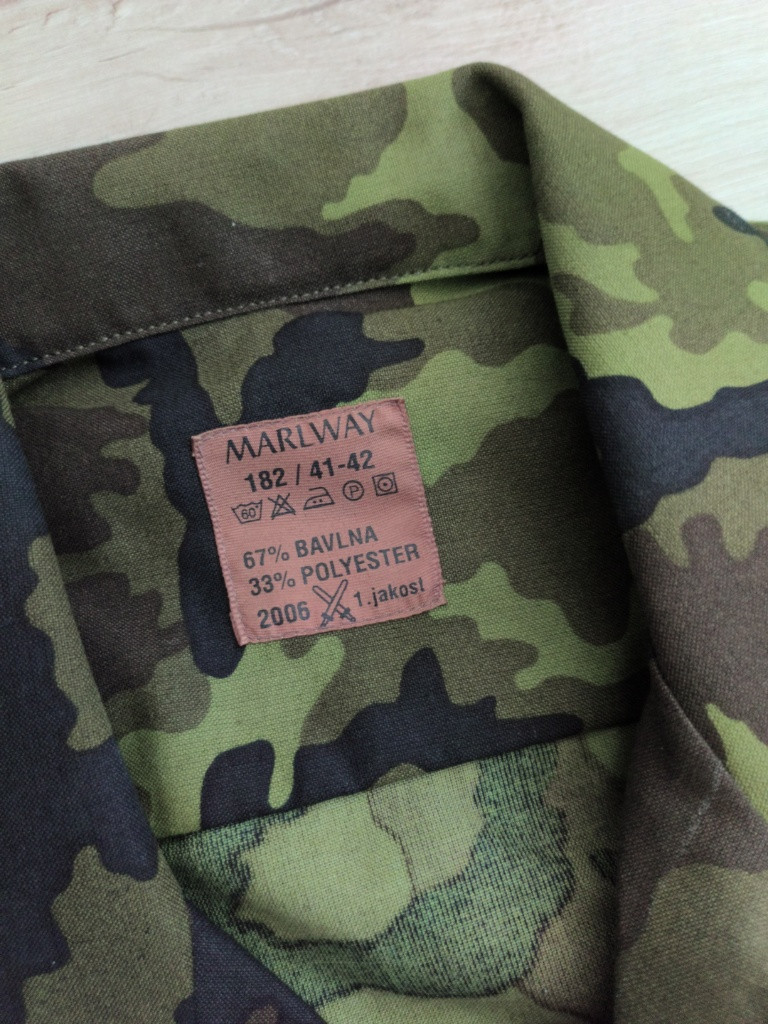 MARLWAY
182 / 41-42
60 P
67% BAVLNA
33% POLYESTER
2006 1.jakost